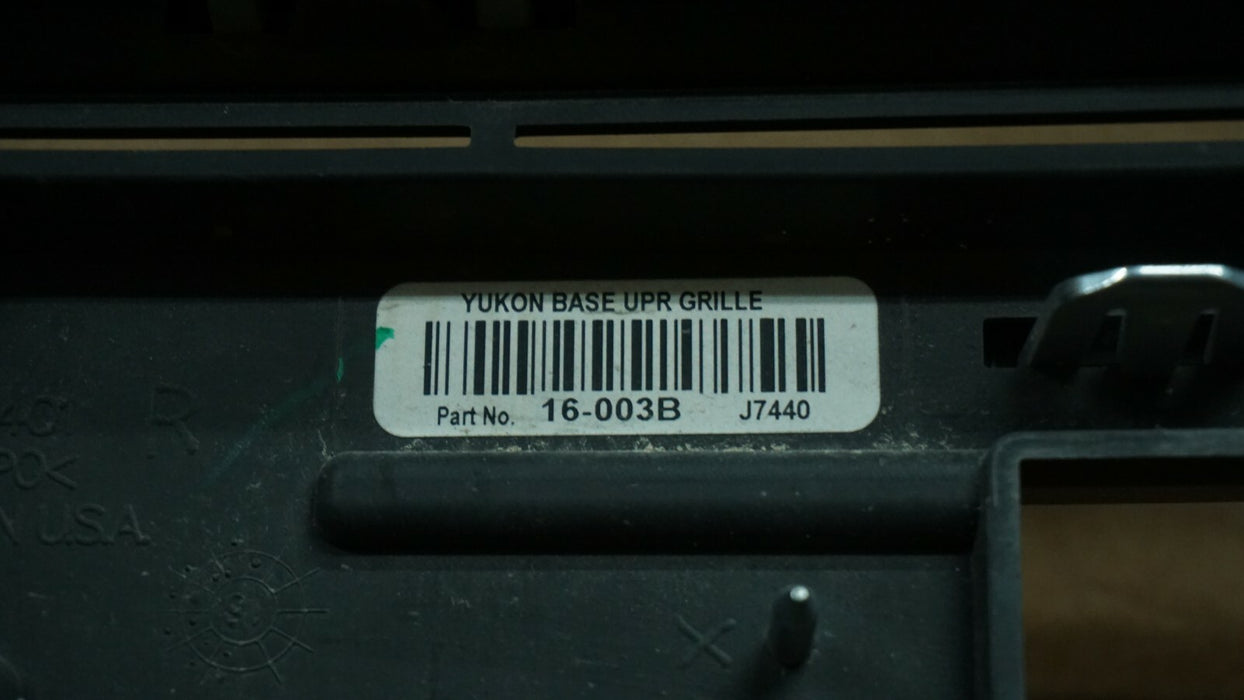 YUKON BASE UPR GRILLE
Part No. 16-003B J7440
R
U.S.A.